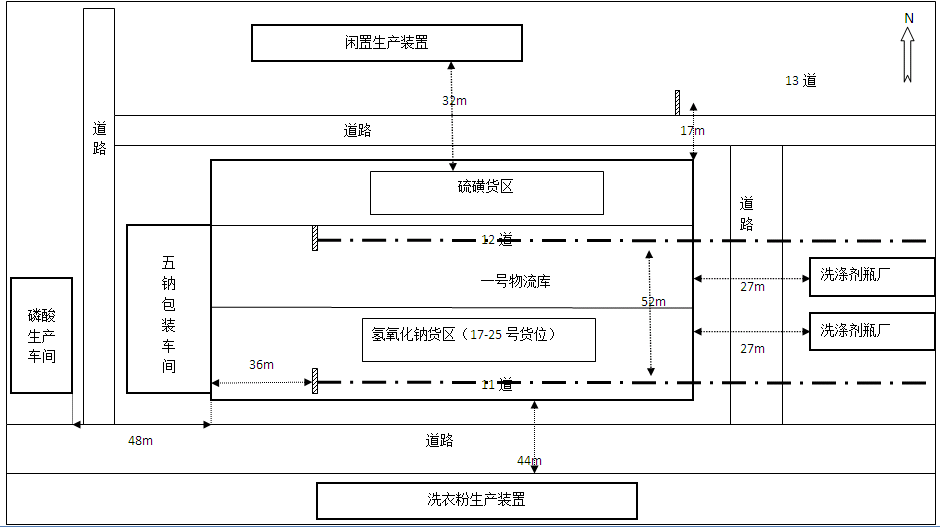 N
闲置生产装置
13 道
32m
道路
道路
17m
硫磺货区
道路
12 道
五钠包装车间
一号物流库
洗涤剂瓶厂
27m
52m
磷酸
生产
车间
氢氧化钠货区（17-25 号货位）
洗涤剂瓶厂
27m
36m
11 道
48m
道路
44m
洗衣粉生产装置